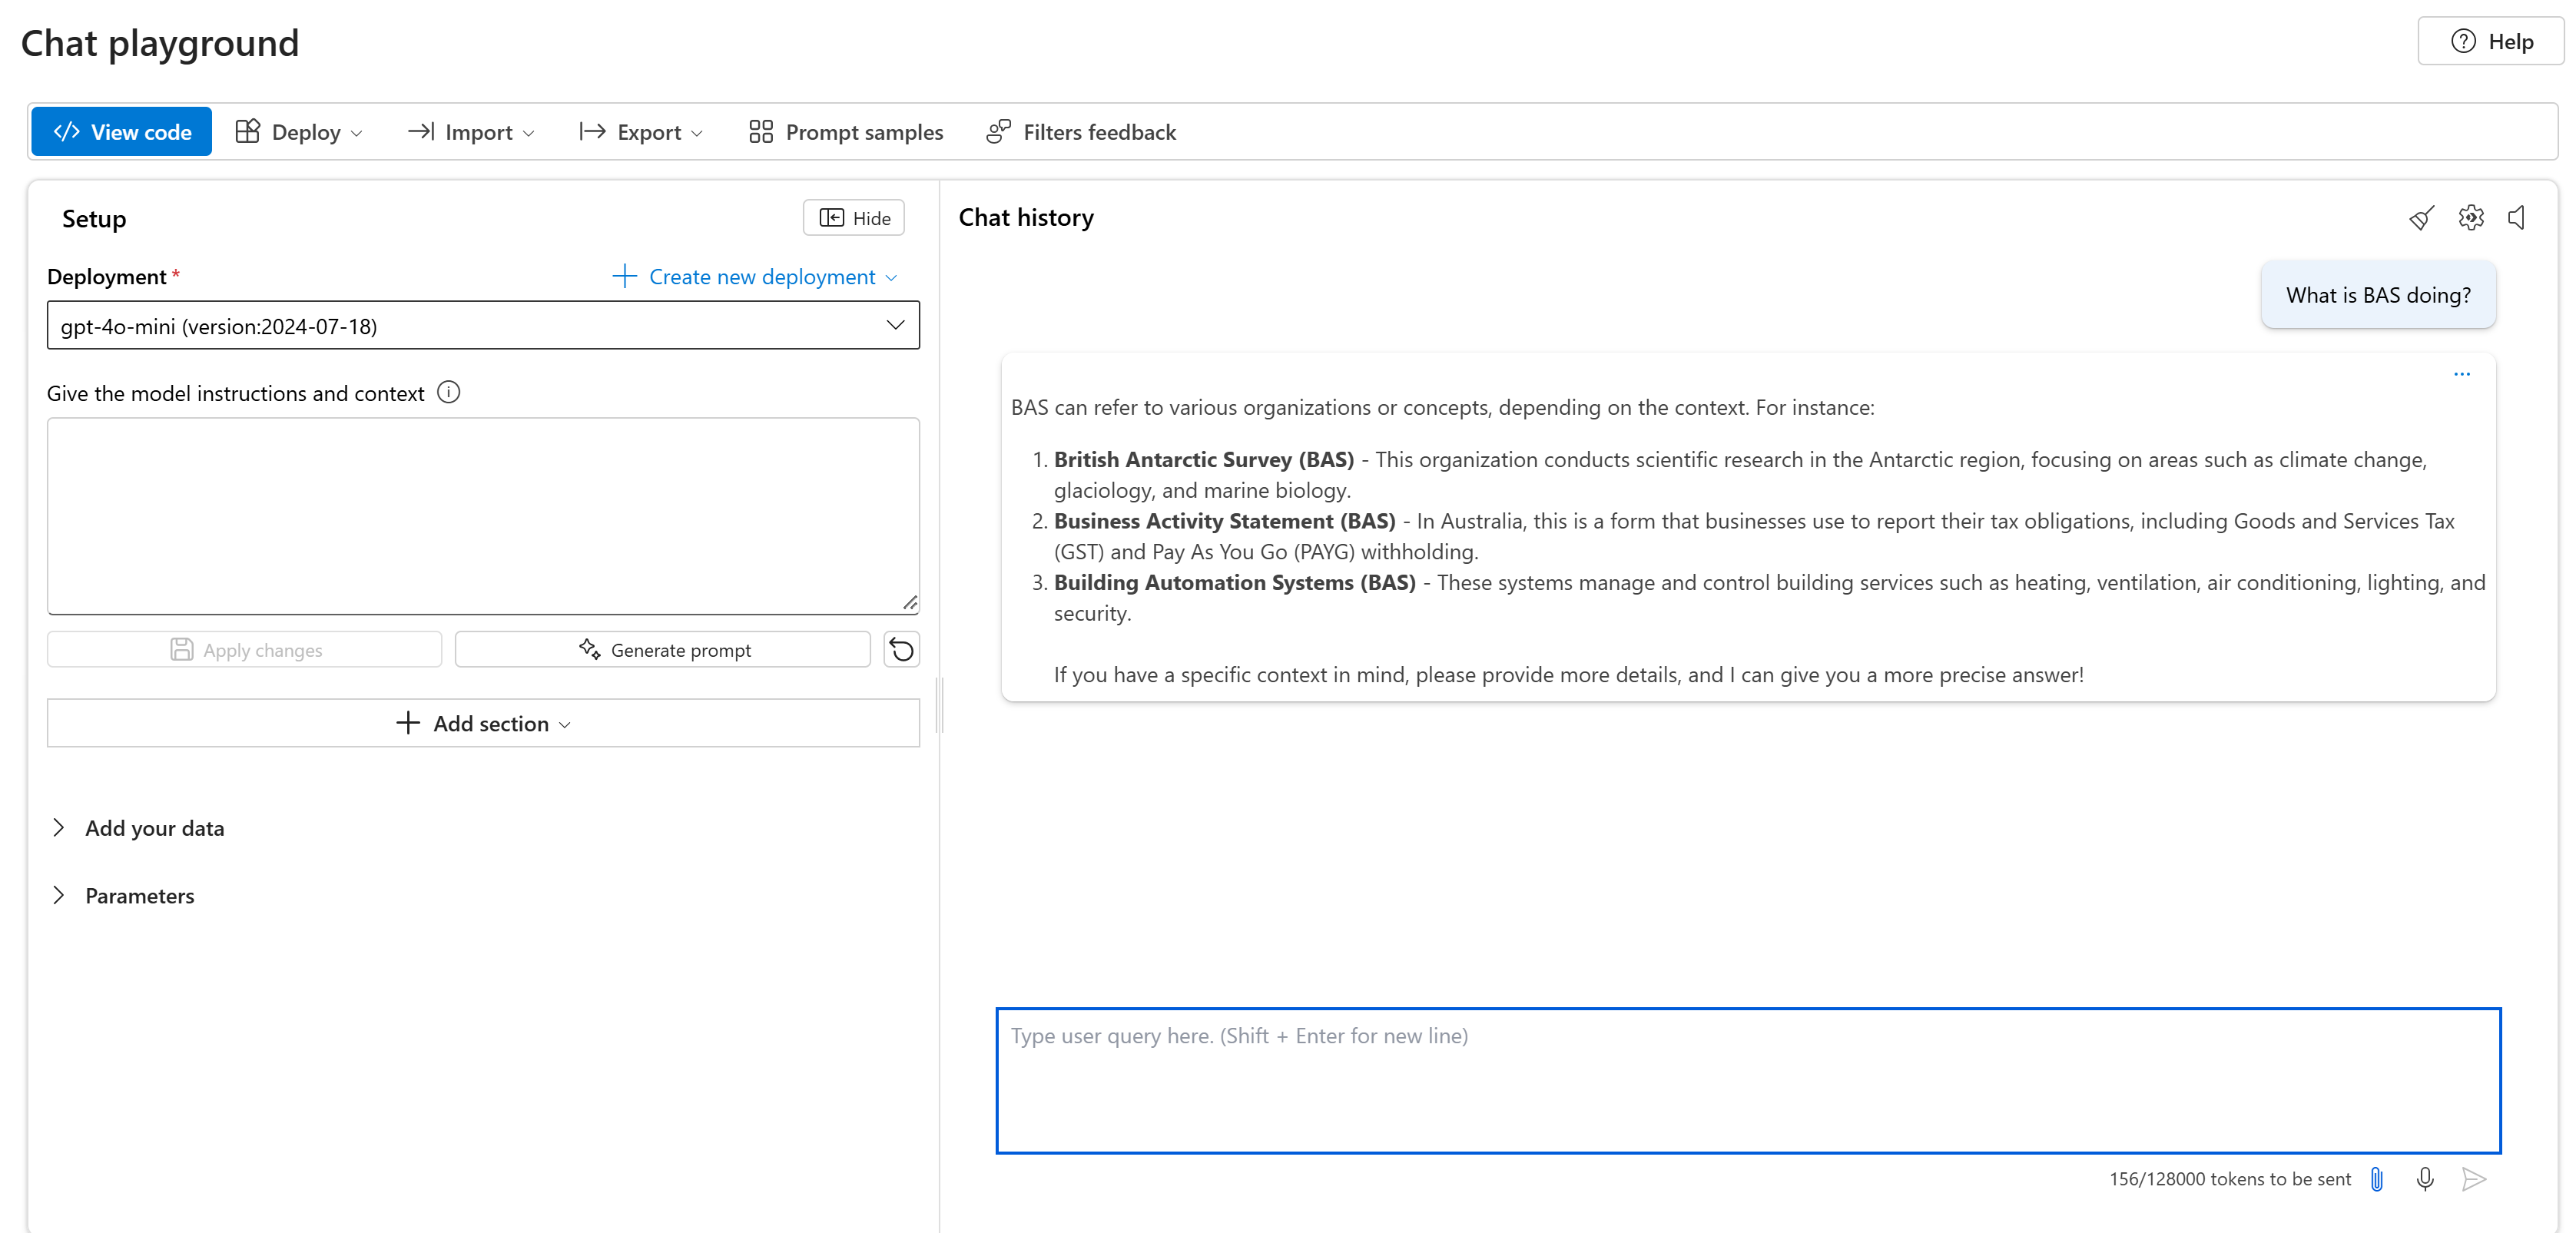 Chat playground
Help
View code
Deploy
Import
Export
Prompt samples
Filters feedback
Setup
Hide
Deployment *
Create new deployment
gpt-4o-mini (version:2024-07-18)
Give the model instructions and context
Apply changes
Generate prompt
Add section
Add your data
Parameters
Chat history
What is BAS doing?
BAS can refer to various organizations or concepts, depending on the context. For instance:
1. British Antarctic Survey (BAS) - This organization conducts scientific research in the Antarctic region, focusing on areas such as climate change,
glaciology, and marine biology.
2. Business Activity Statement (BAS) - In Australia, this is a form that businesses use to report their tax obligations, including Goods and Services Tax
(GST) and Pay As You Go (PAYG) withholding.
3. Building Automation Systems (BAS) - These systems manage and control building services such as heating, ventilation, air conditioning, lighting, and
security.
If you have a specific context in mind, please provide more details, and I can give you a more precise answer!
Type user query here. (Shift + Enter for new line)
156/128000 tokens to be sent